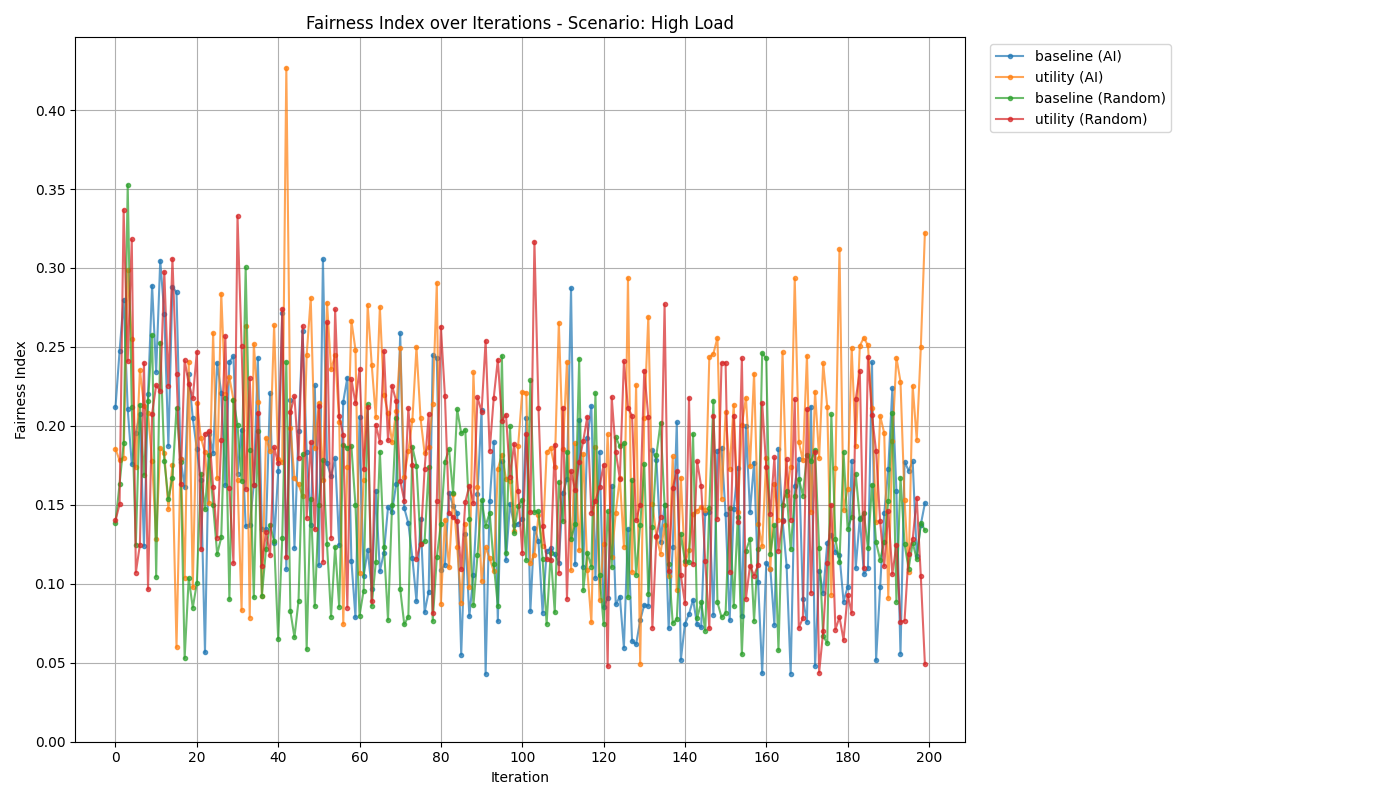 Fairness Index over Iterations - Scenario: High Load
baseline (AI)
utility (AI)
baseline (Random)
utility (Random)
Fairness Index
0.40
0.35
0.30
0.25
0.20
0.15
0.10
0.05
0.00
0 20 40 60 80 100 120 140 160 180 200
Iteration